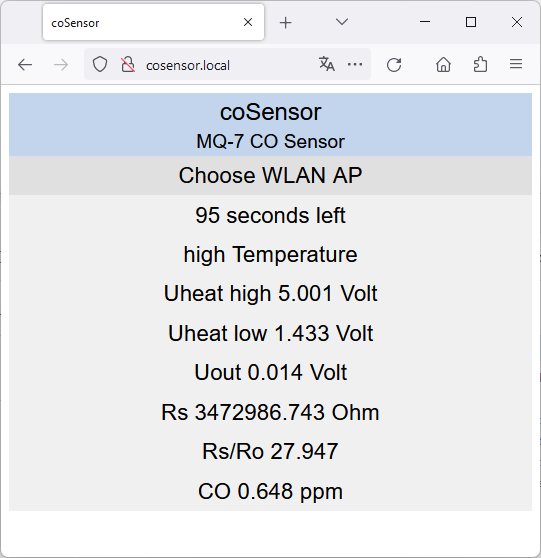 coSensor
cosensor.local
coSensor
MQ-7 CO Sensor
Choose WLAN AP
95 seconds left
high Temperature
Uheat high 5.001 Volt
Uheat low 1.433 Volt
Uout 0.014 Volt
Rs 3472986.743 Ohm
Rs/Ro 27.947
CO 0.648 ppm